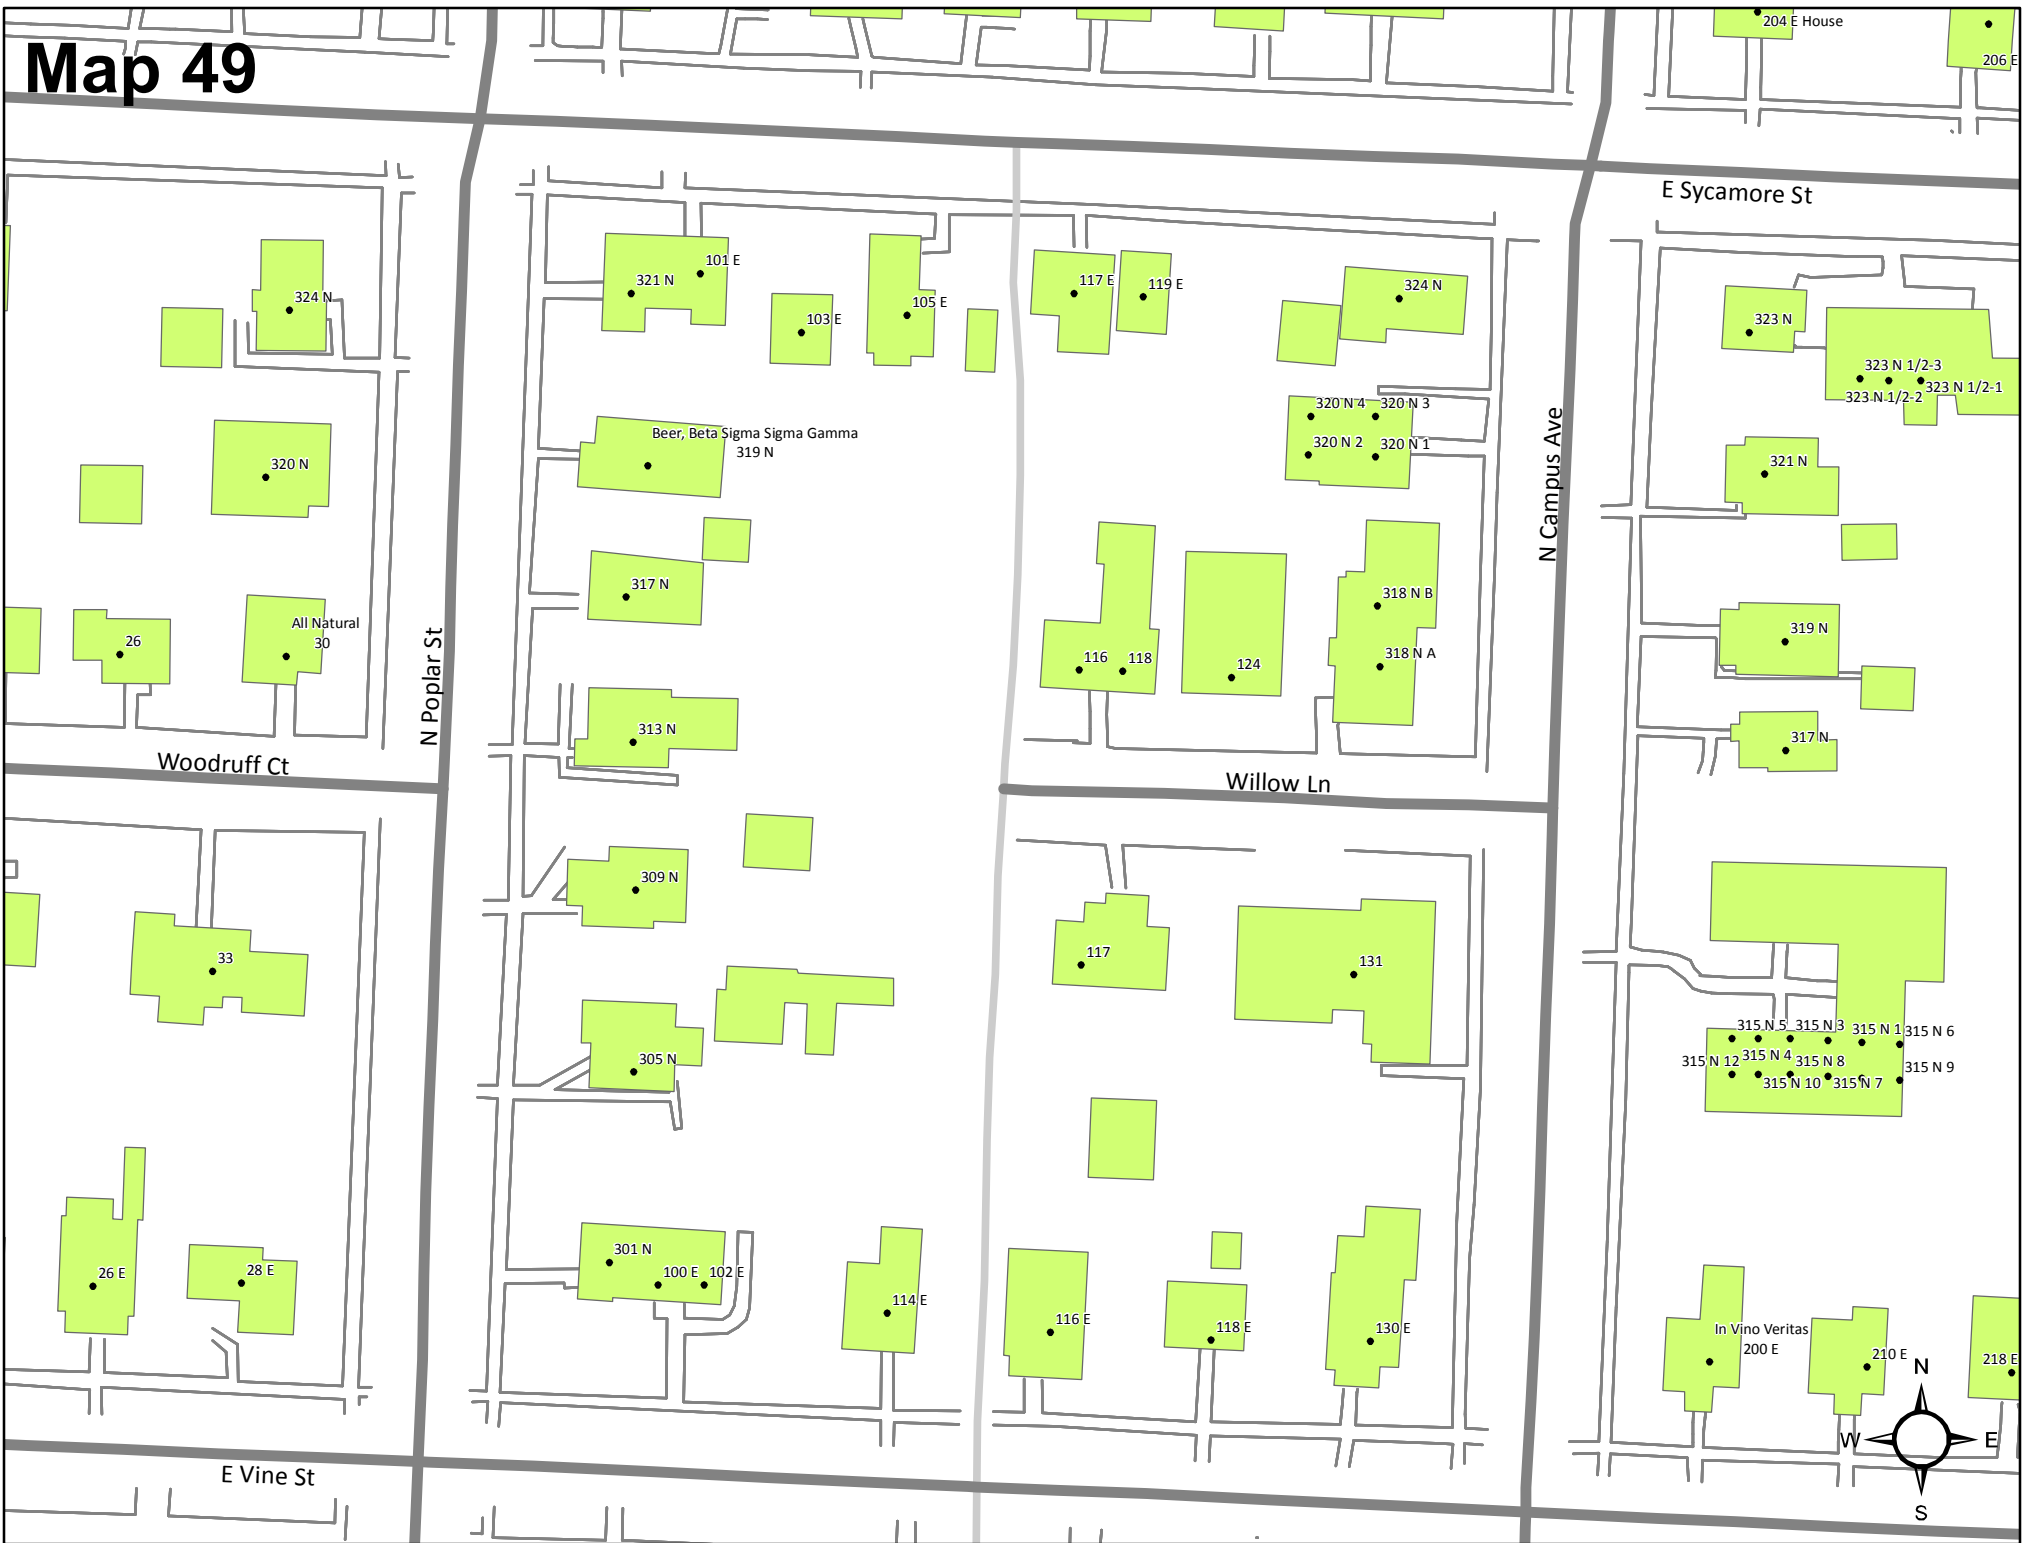 Map 49
204 E House
206 E
E Sycamore St
324 N
321 N
101 E
103 E
105 E
117 E
119 E
324 N
323 N
323 N 1/2-3
323 N 1/2-1
323 N 1/2-2
320 N 4
320 N 3
320 N 2
320 N 1
320 N
Beer, Beta Sigma Sigma Gamma
319 N
N Campus Ave
321 N
26
All Natural
30
N Poplar St
317 N
116
118
124
318 N B
318 N A
319 N
313 N
317 N
Woodruff Ct
Willow Ln
309 N
33
117
131
305 N
315 N 5
315 N 3
315 N 1
315 N 6
315 N 12
315 N 4
315 N 8
315 N 9
315 N 10
315 N 7
26 E
28 E
301 N
100 E
102 E
114 E
116 E
118 E
130 E
In Vino Veritas
200 E
210 E
218 E
N
W
E
S
E Vine St